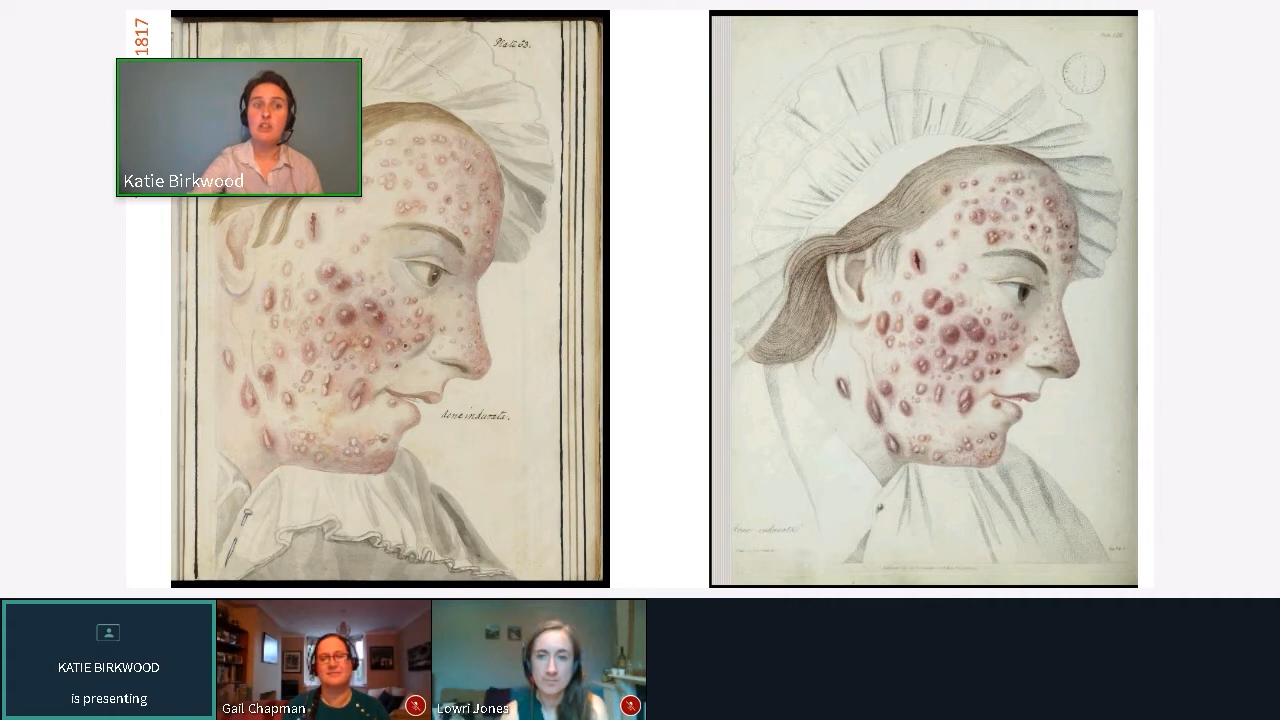 1817
Plate 63.
Katie Birkwood
Acne indurata.
KATIE BIRKWOOD
is presenting
Gail Chapman
Lowri Jones